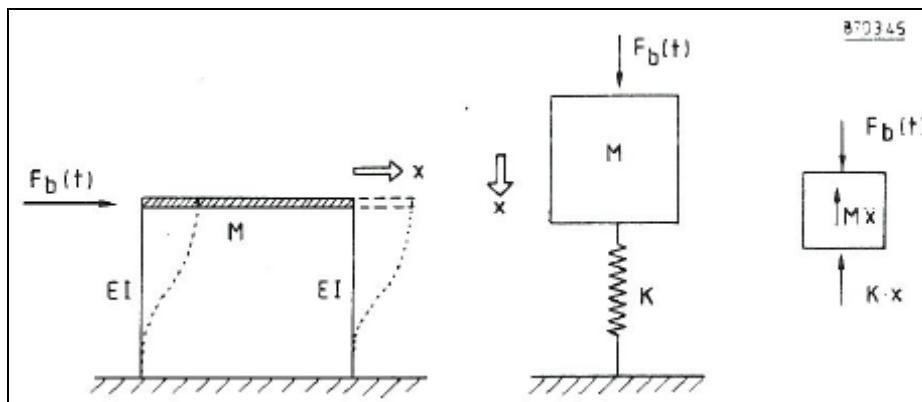 870345
F_b(t)
M
x
K
F_b(t)
Mẍ
K·x
F_b(t)
x
M
EI
EI